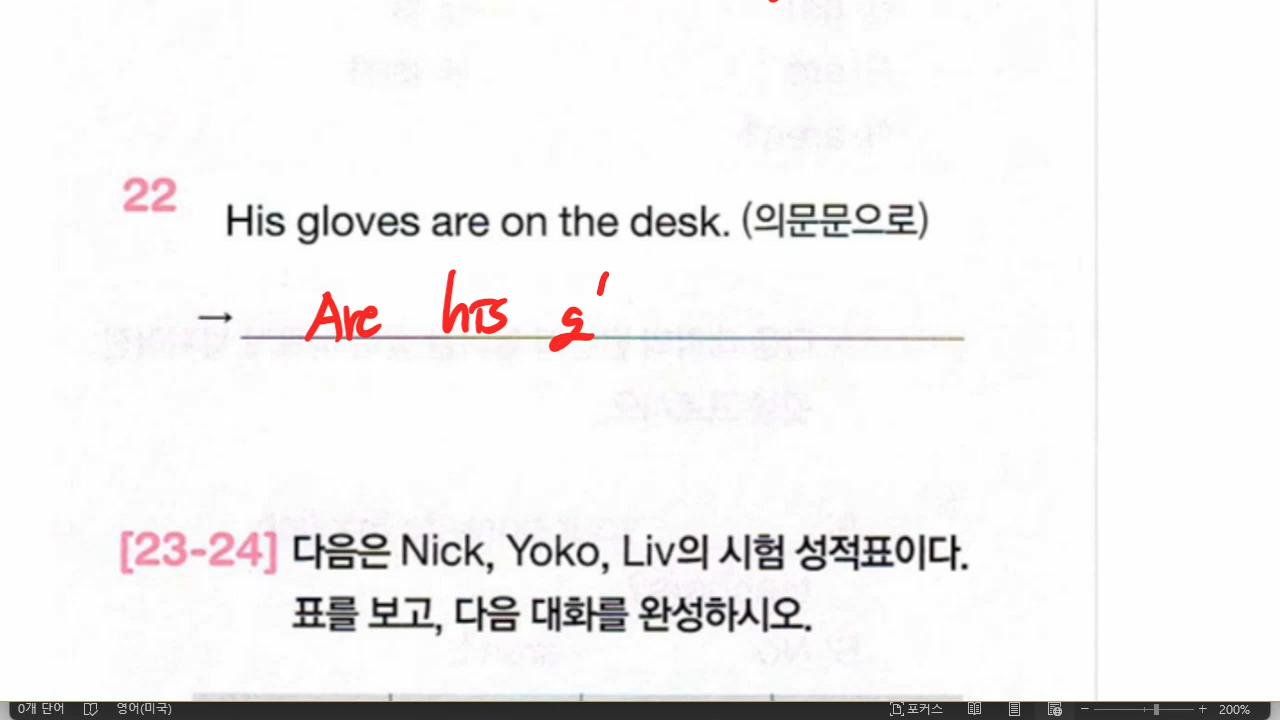 22
His gloves are on the desk. (의문문으로)
→ Are his g
[23-24] 다음은 Nick, Yoko, Liv의 시험 성적표이다.
표를 보고, 다음 대화를 완성하시오.
0개 단어 영어(미국) 포커스 200%